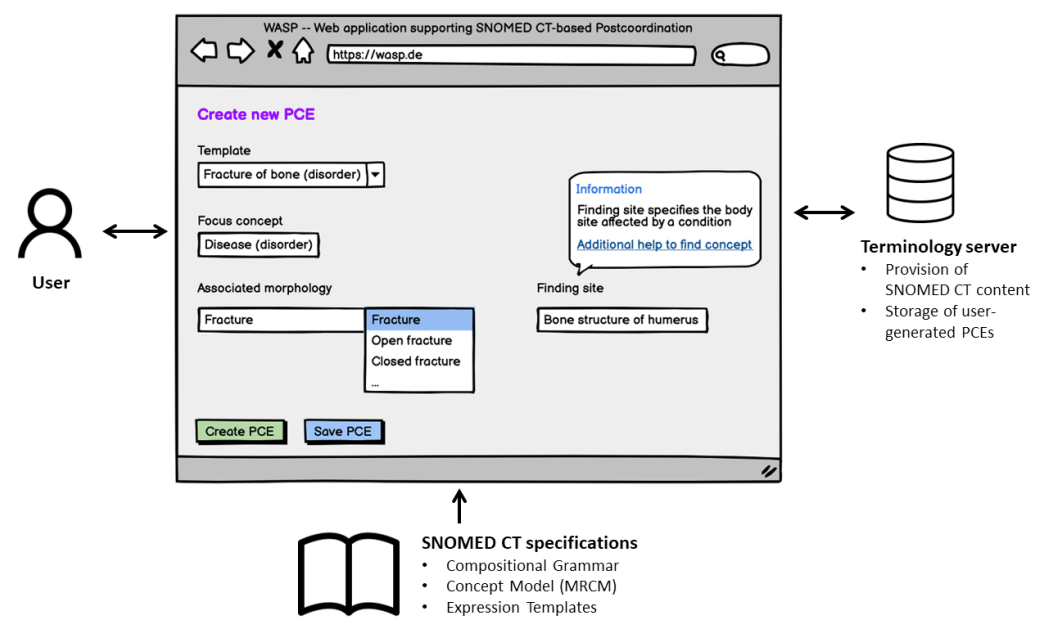 WASP -- Web application supporting SNOMED CT-based Postcoordination
https://wasp.de
Create new PCE
Template
Fracture of bone (disorder)
Focus concept
Disease (disorder)
Information
Finding site specifies the body
site affected by a condition
Additional help to find concept
Associated morphology
Fracture
Fracture
Open fracture
Closed fracture
...
Finding site
Bone structure of humerus
Create PCE
Save PCE
User
Terminology server
• Provision of
SNOMED CT content
• Storage of user-
generated PCEs
SNOMED CT specifications
• Compositional Grammar
• Concept Model (MRCM)
• Expression Templates